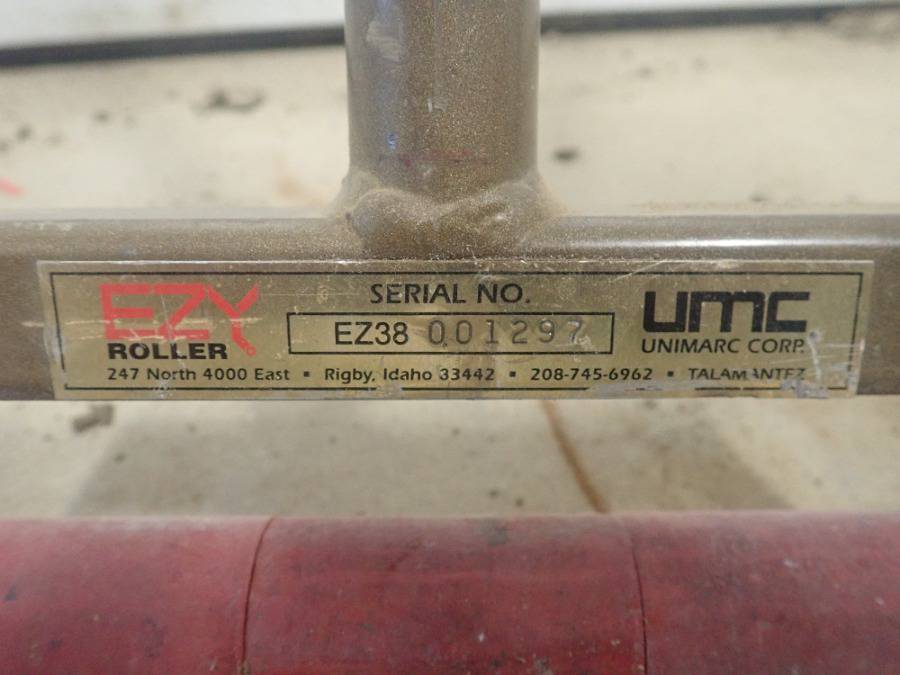 EZY
ROLLER
SERIAL NO.
EZ38 001297
umc
UNIMARC CORP.
247 North 4000 East ▪ Rigby, Idaho 33442 ▪ 208-745-6962 ▪ TALAMANTEZ